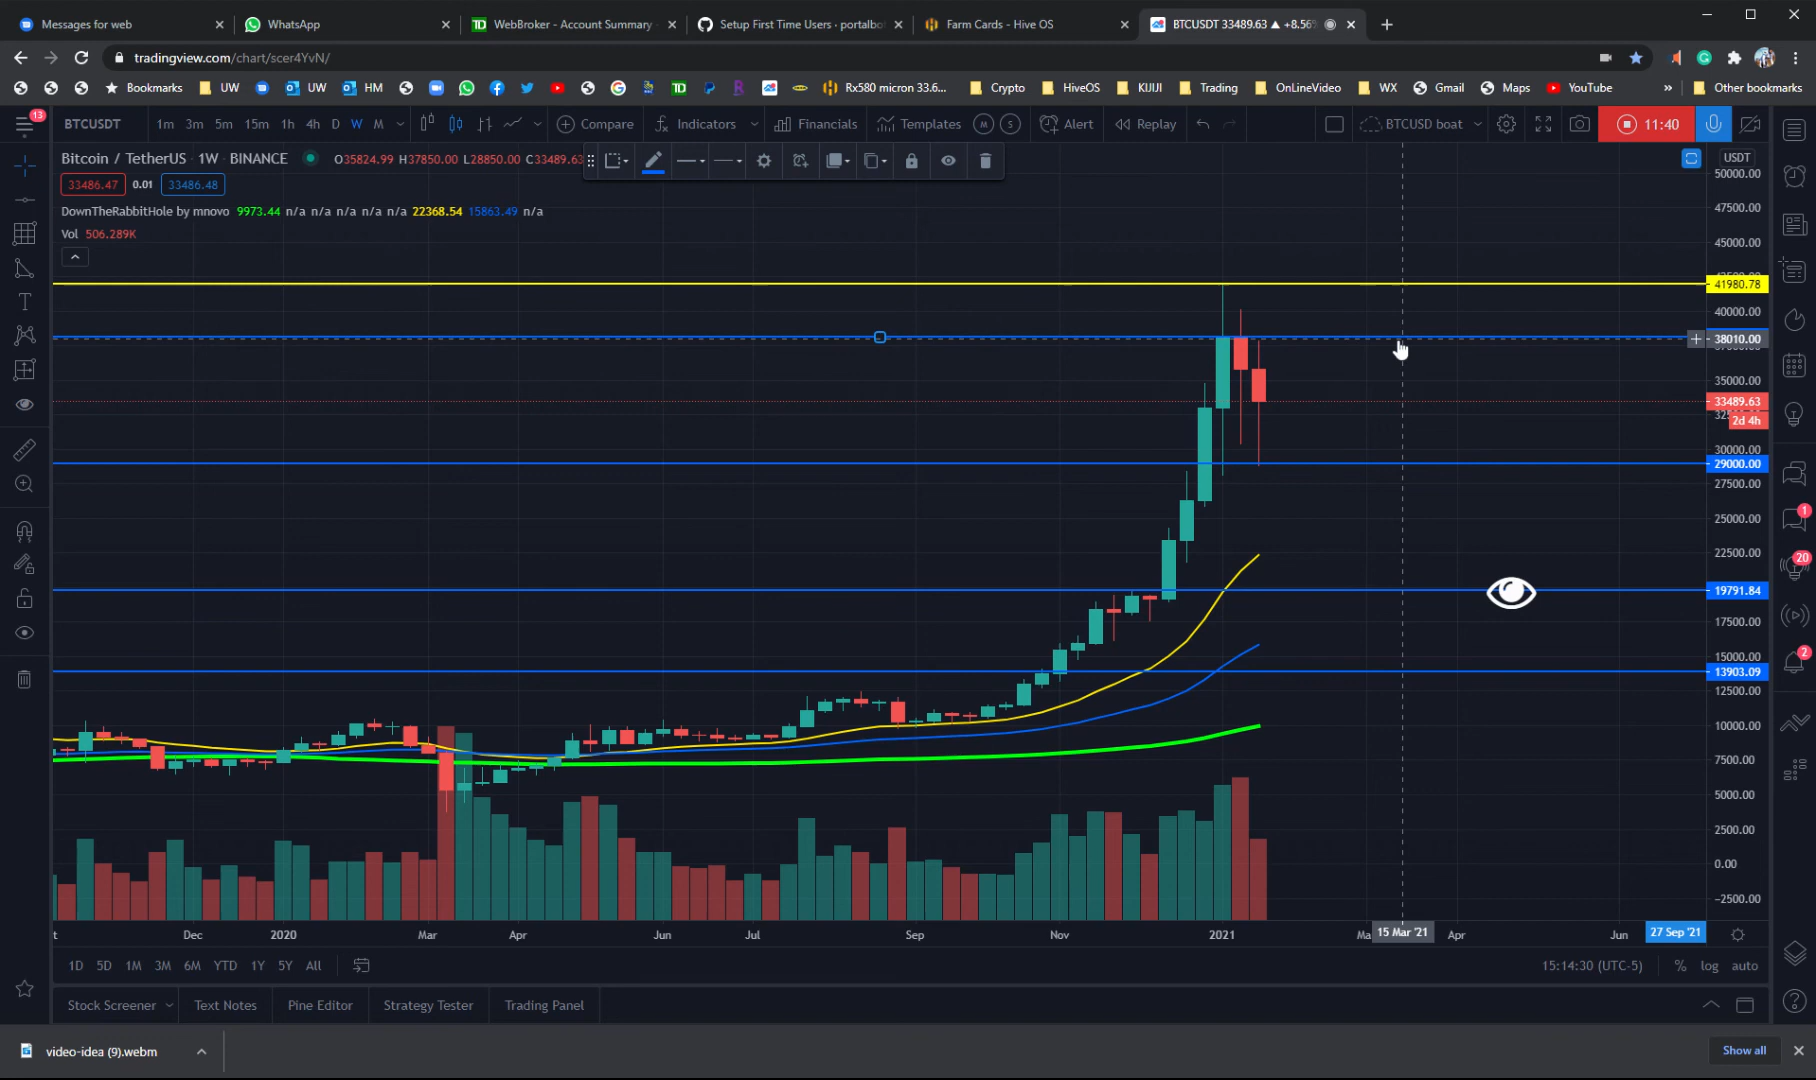 Messages for web
WhatsApp
WebBroker - Account Summary
Setup First Time Users · portalbo
Farm Cards - Hive OS
BTCUSDT 33489.63 ▲ +8.56%
tradingview.com/chart/scer4YvN/
Bookmarks UW UW HM Rx580 micron 33.6... Crypto HiveOS KIJIJI Trading OnLineVideo WX Gmail Maps YouTube » Other bookmarks
13
BTCUSDT 1m 3m 5m 15m 1h 4h D W M Compare Indicators Financials Templates M S Alert Replay BTCUSD boat 11:40
Bitcoin / TetherUS · 1W · BINANCE O35824.99 H37850.00 L28850.00 C33489.63
USDT
33486.47 0.01 33486.48
DownTheRabbitHole by mnovo 9973.44 n/a n/a n/a n/a n/a 22368.54 15863.49 n/a
Vol 506.289K
50000.00
47500.00
45000.00
41980.78
40000.00
38010.00
35000.00
33489.63
2d 4h
30000.00
29000.00
27500.00
25000.00
22500.00
19791.84
17500.00
15000.00
13903.09
12500.00
10000.00
7500.00
5000.00
2500.00
0.00
−2500.00
1
20
2
t Dec 2020 Mar Apr Jun Jul Sep Nov 2021 Ma 15 Mar '21 Apr Jun 27 Sep '21
1D 5D 1M 3M 6M YTD 1Y 5Y All 15:14:30 (UTC-5) % log auto
Stock Screener Text Notes Pine Editor Strategy Tester Trading Panel
video-idea (9).webm Show all